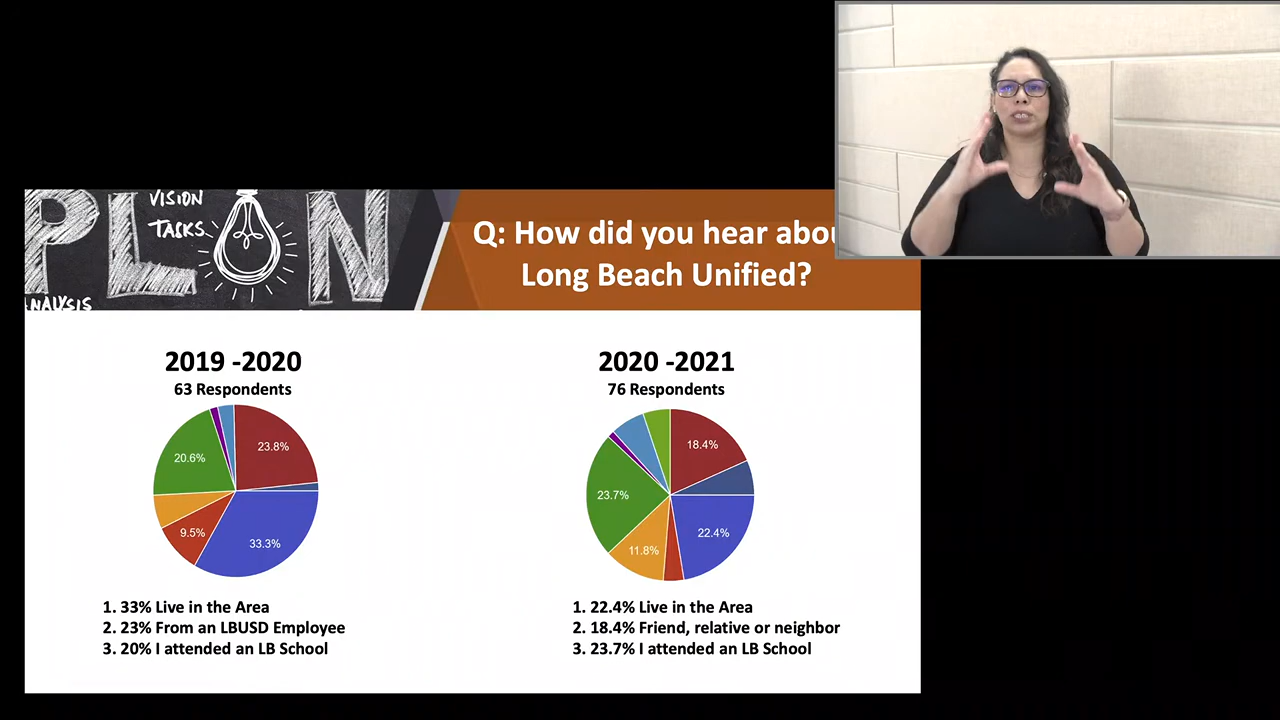 PLAN
VISION
TASKS
Q: How did you hear
Long Beach Unified?
2019 -2020
63 Respondents
23.8%
20.6%
9.5%
33.3%
1. 33% Live in the Area
2. 23% From an LBUSD Employee
3. 20% I attended an LB School
2020 -2021
76 Respondents
18.4%
23.7%
22.4%
11.8%
1. 22.4% Live in the Area
2. 18.4% Friend, relative or neighbor
3. 23.7% I attended an LB School